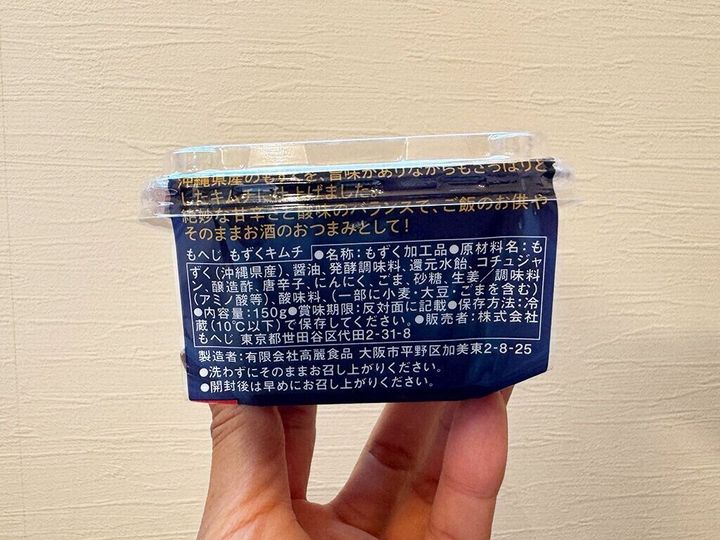 沖縄県産のもずくを、旨味がありながらもさっぱりと
したキムチに仕上げました。
絶妙な甘辛さと酸味のバランスで、ご飯のお供や
そのままお酒のおつまみとして!
もへじ もずくキムチ ●名称:もずく加工品●原材料名:も
ずく(沖縄県産)、醤油、発酵調味料、還元水飴、コチュジャ
ン、醸造酢、唐辛子、にんにく、ごま、砂糖、生姜/調味料
(アミノ酸等)、酸味料、(一部に小麦・大豆・ごまを含む)
●内容量:150g●賞味期限:反対面に記載●保存方法:冷
蔵(10℃以下)で保存してください。●販売者:株式会社
もへじ 東京都世田谷区代田2-31-8
製造者:有限会社高麗食品 大阪市平野区加美東2-8-25
●洗わずにそのままお召し上がりください。
●開封後は早めにお召し上がりください。